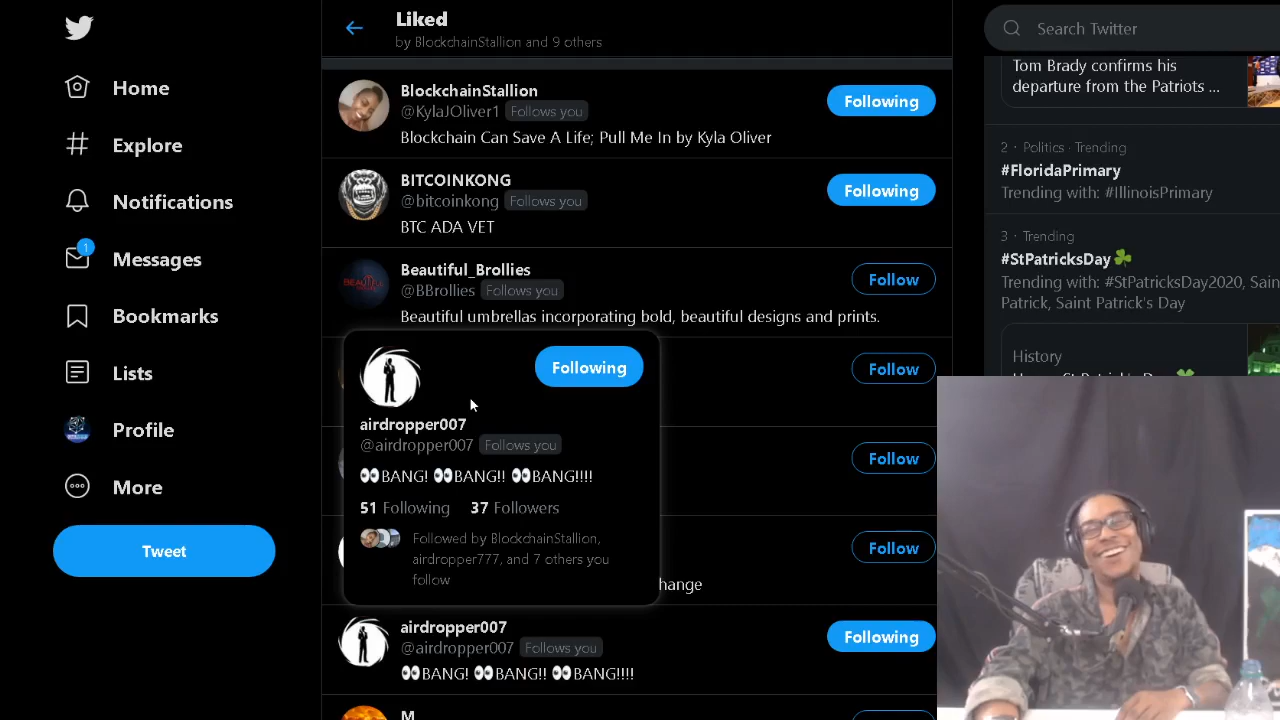 Home
Explore
Notifications
1
Messages
Bookmarks
Lists
Profile
More
Tweet
Liked
by BlockchainStallion and 9 others
BlockchainStallion
@KylaJOliver1 Follows you
Following
Blockchain Can Save A Life; Pull Me In by Kyla Oliver
BITCOINKONG
@bitcoinkong Follows you
Following
BTC ADA VET
Beautiful_Brollies
@BBrollies Follows you
Follow
Beautiful umbrellas incorporating bold, beautiful designs and prints.
Following
airdropper007
@airdropper007 Follows you
👀BANG! 👀BANG!! 👀BANG!!!!
51 Following 37 Followers
Followed by BlockchainStallion,
airdropper777, and 7 others you
follow
Follow
Follow
Follow
hange
airdropper007
@airdropper007 Follows you
Following
👀BANG! 👀BANG!! 👀BANG!!!!
M
Search Twitter
Tom Brady confirms his
departure from the Patriots ...
2 · Politics · Trending
#FloridaPrimary
Trending with: #IllinoisPrimary
3 · Trending
#StPatricksDay☘
Trending with: #StPatricksDay2020, Sain
Patrick, Saint Patrick's Day
History